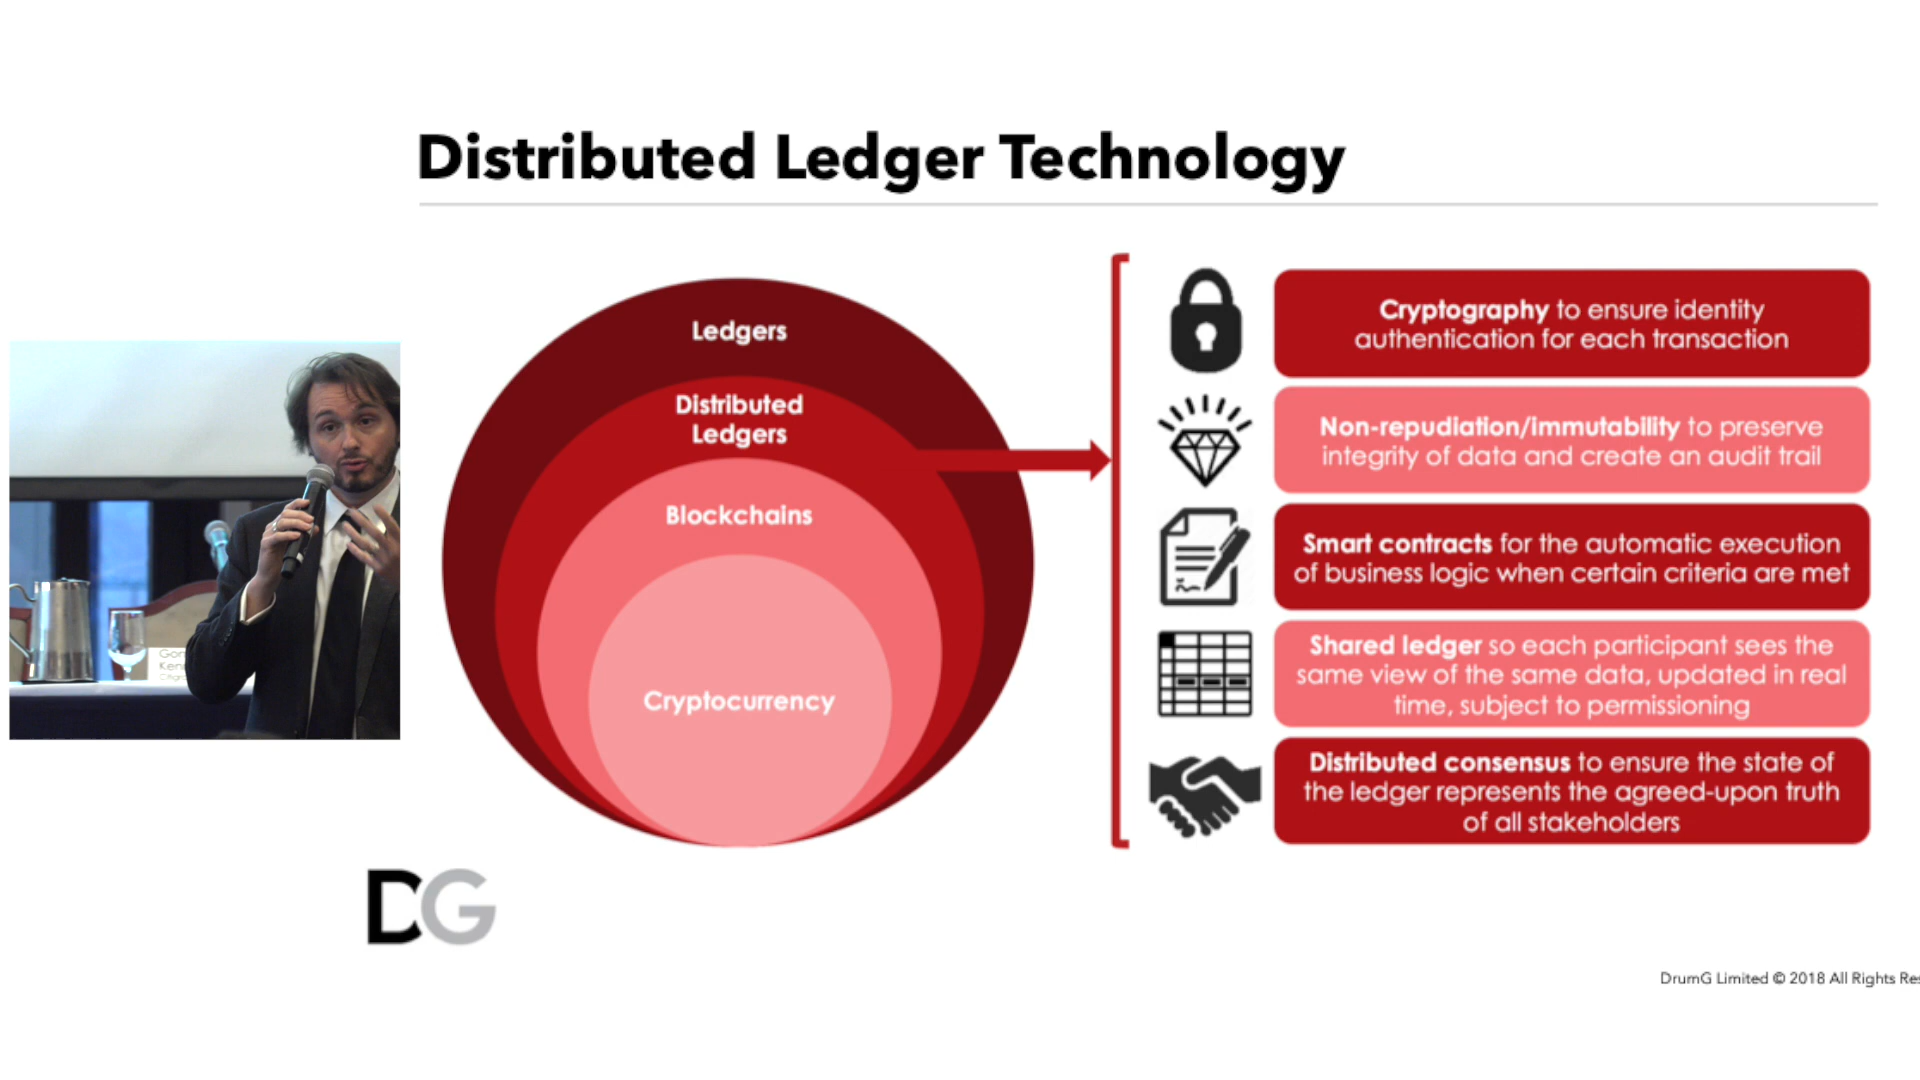 Distributed Ledger Technology
Ledgers
Distributed
Ledgers
Blockchains
Cryptocurrency
Cryptography to ensure identity
authentication for each transaction
Non-repudiation/immutability to preserve
integrity of data and create an audit trail
Smart contracts for the automatic execution
of business logic when certain criteria are met
Shared ledger so each participant sees the
same view of the same data, updated in real
time, subject to permissioning
Distributed consensus to ensure the state of
the ledger represents the agreed-upon truth
of all stakeholders
DG
DrumG Limited © 2018 All Rights Res